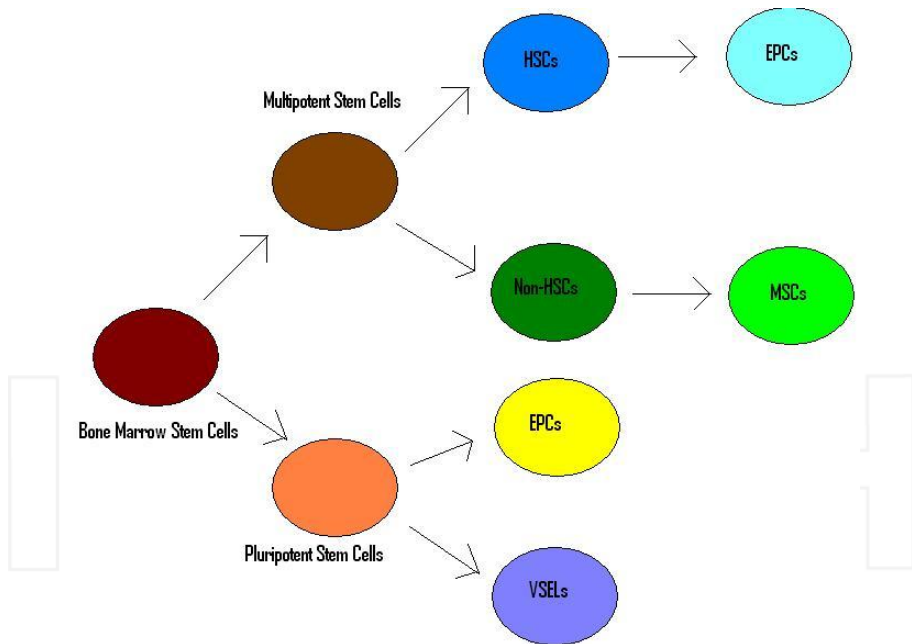 HSCs
EPCs
Multipotent Stem Cells
Non-HSCs
MSCs
Bone Marrow Stem Cells
EPCs
Pluripotent Stem Cells
VSELs